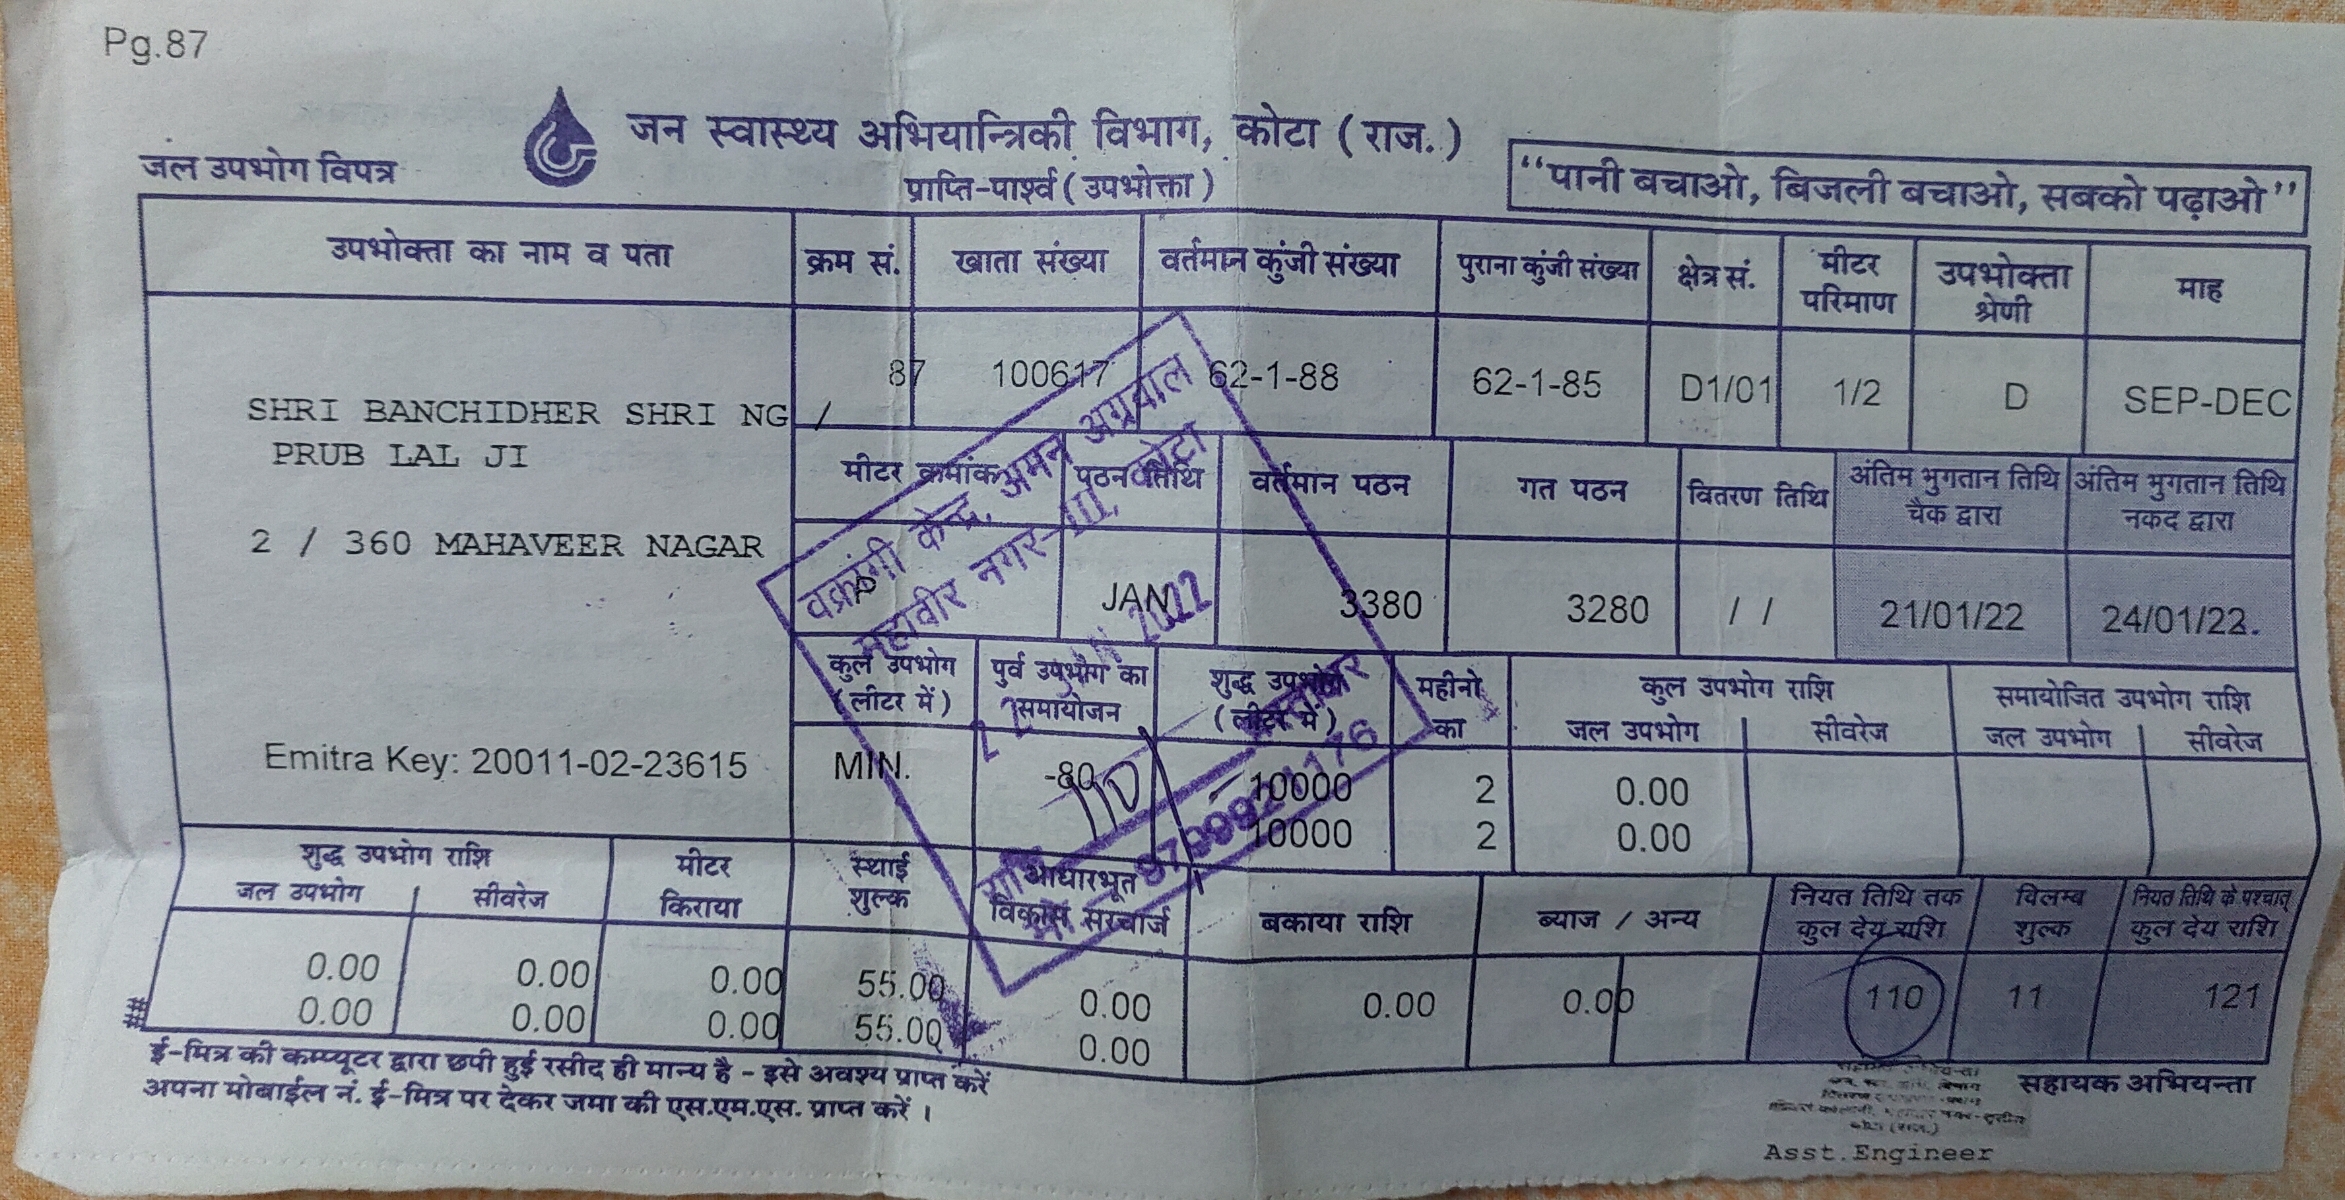 Pg.87
जन स्वास्थ्य अभियान्त्रिकी विभाग, कोटा (राज.)
जल उपभोग विपत्र
प्राप्ति-पार्श्व (उपभोक्ता)
"पानी बचाओ, बिजली बचाओ, सबको पढ़ाओ"
उपभोक्ता का नाम व पता क्रम सं. खाता संख्या वर्तमान कुंजी संख्या पुराना कुंजी संख्या क्षेत्र सं. मीटर परिमाण उपभोक्ता श्रेणी माह
87 100617 62-1-88 62-1-85 D1/01 1/2 D SEP-DEC
SHRI BANCHIDHER SHRI NG /
PRUB LAL JI
मीटर क्रमांक पठन तिथि वर्तमान पठन गत पठन वितरण तिथि अंतिम भुगतान तिथि चैक द्वारा अंतिम भुगतान तिथि नकद द्वारा
2 / 360 MAHAVEER NAGAR
JAN 3380 3280 / / 21/01/22 24/01/22
कुल उपभोग (लीटर में) पुर्व उपभोग का समायोजन शुद्ध उपभोग (लीटर में) महीनो का कुल उपभोग राशि समायोजित उपभोग राशि
जल उपभोग सीवरेज जल उपभोग सीवरेज
Emitra Key: 20011-02-23615
MIN. -80 10000 2 0.00
10000 2 0.00
वक्रांगी केन्द्र, अमन अग्रवाल
महावीर नगर-III, कोटा
2022
110
शुद्ध उपभोग राशि मीटर किराया स्थाई शुल्क आधारभूत विकास सरचार्ज बकाया राशि ब्याज / अन्य नियत तिथि तक कुल देय राशि विलम्ब शुल्क नियत तिथि के पश्चात् कुल देय राशि
जल उपभोग सीवरेज
0.00 0.00 0.00 55.00 0.00 0.00 0.00 110 11 121
# 0.00 0.00 0.00 55.00 0.00
ई-मित्र की कम्प्यूटर द्वारा छपी हुई रसीद ही मान्य है - इसे अवश्य प्राप्त करें
अपना मोबाईल नं. ई-मित्र पर देकर जमा की एस.एम.एस. प्राप्त करें ।
सहायक अभियन्ता
Asst.Engineer